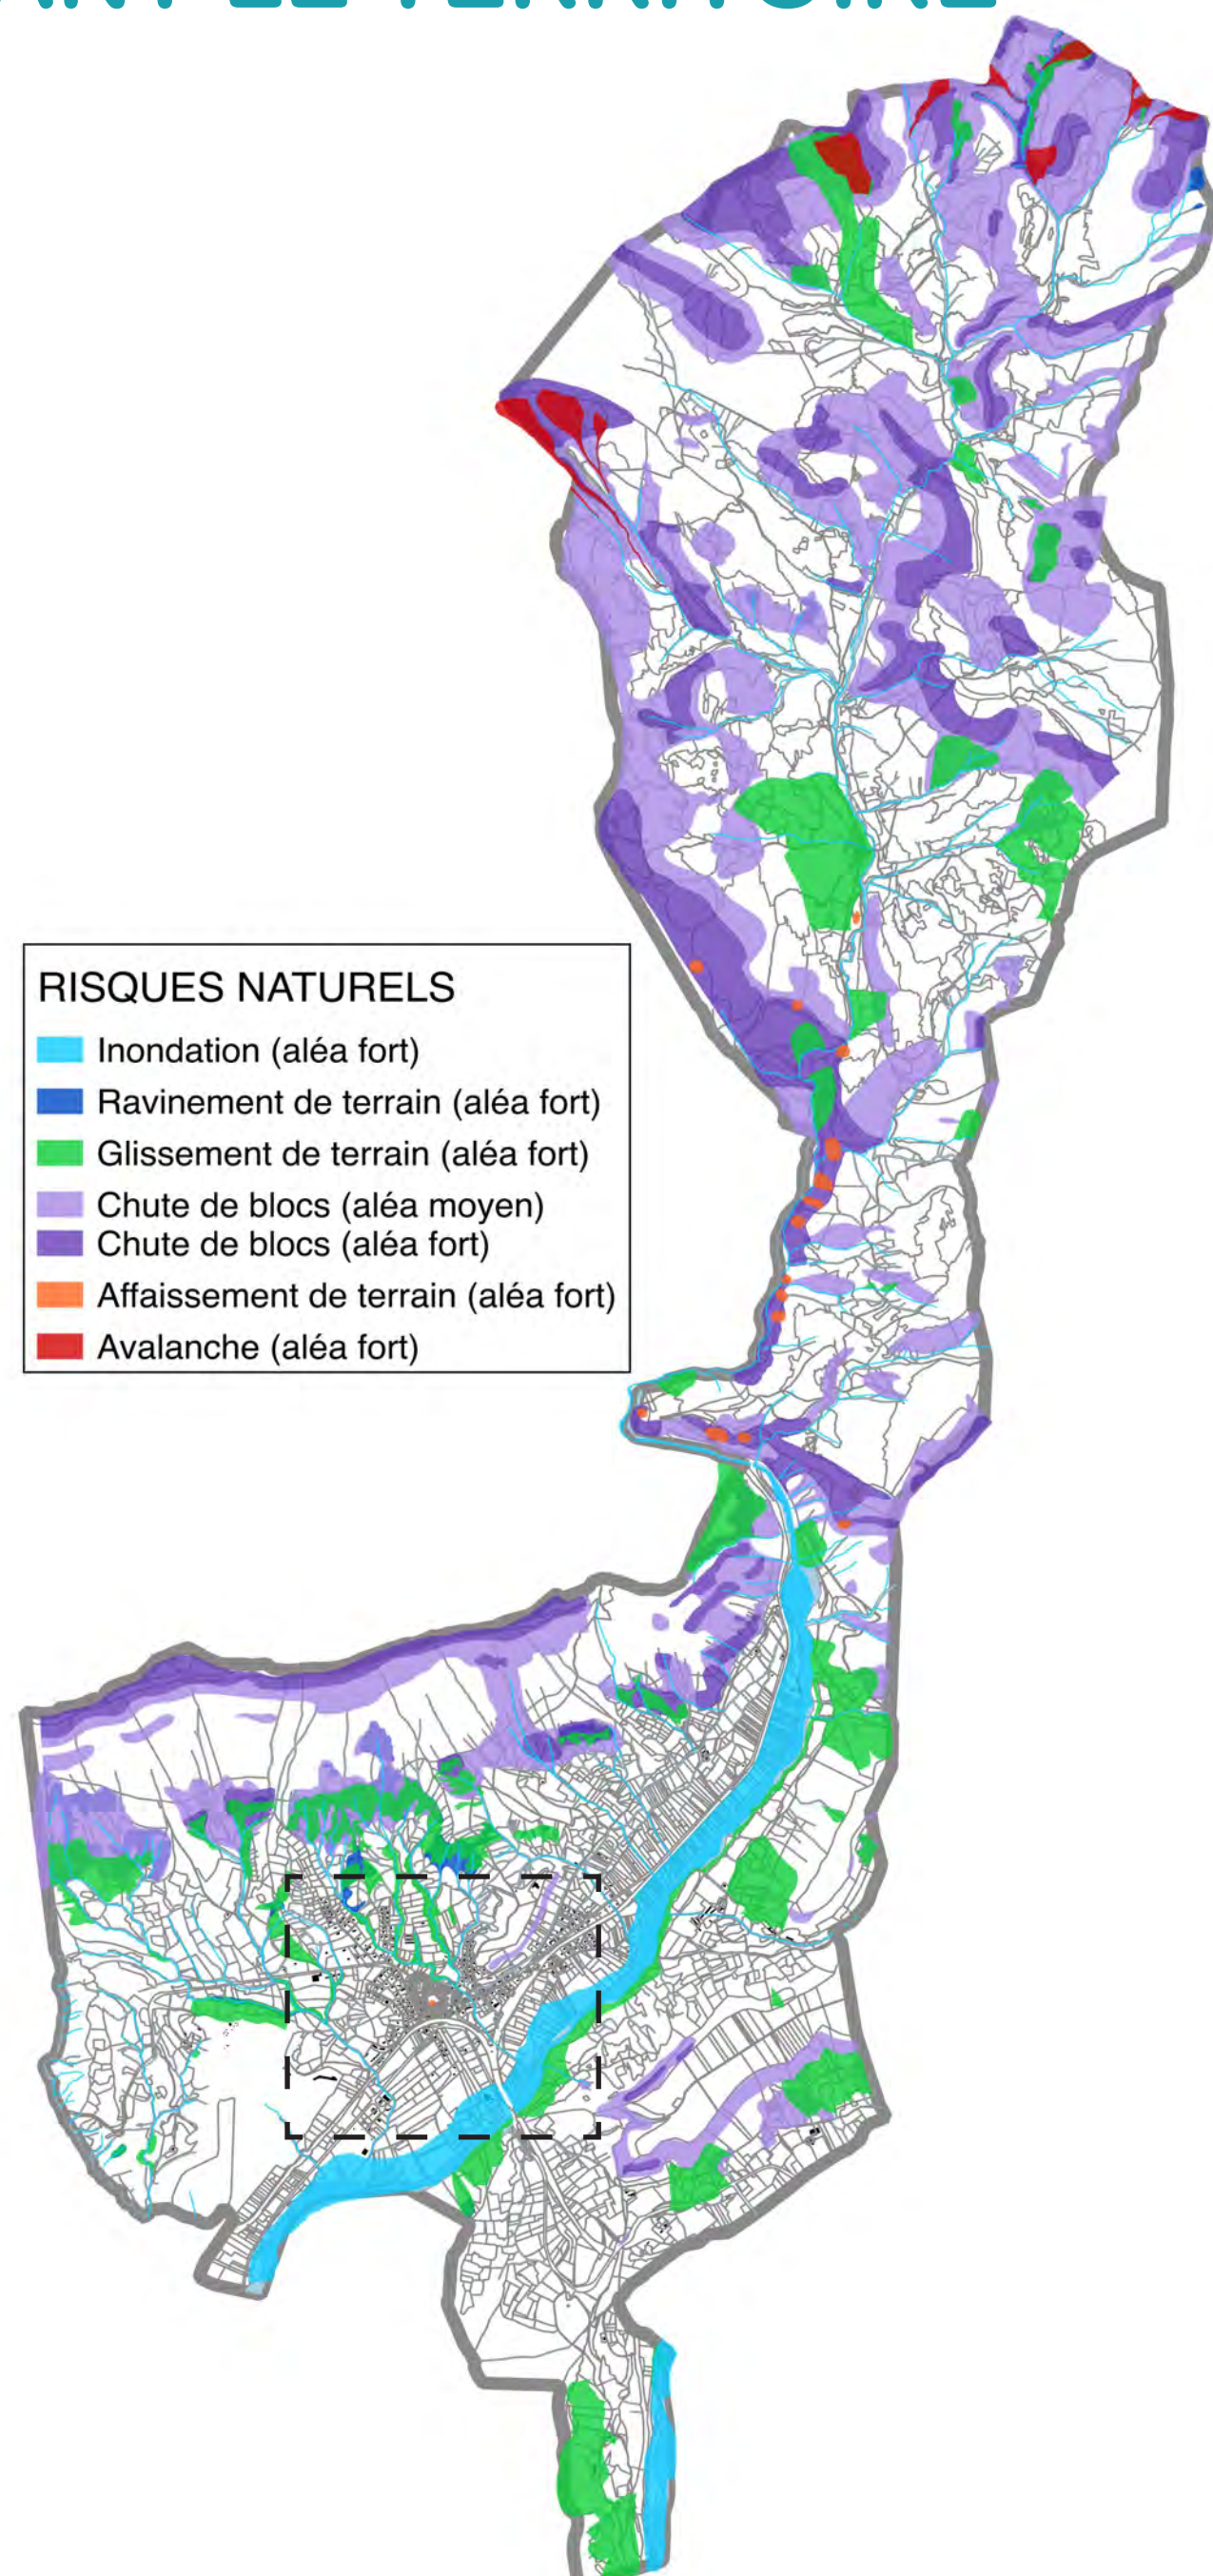 RISQUES NATURELS
Inondation (aléa fort)
Ravinement de terrain (aléa fort)
Glissement de terrain (aléa fort)
Chute de blocs (aléa moyen)
Chute de blocs (aléa fort)
Affaissement de terrain (aléa fort)
Avalanche (aléa fort)